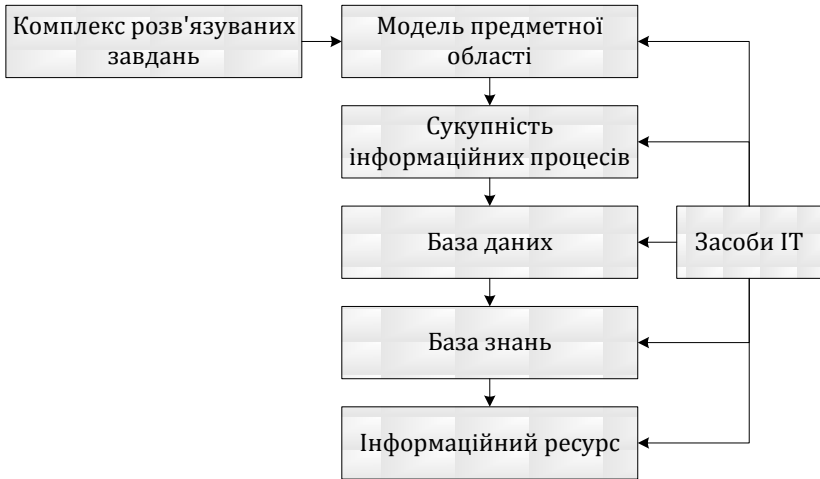 Комплекс розв'язуваних
завдань
Модель предметної
області
Сукупність
інформаційних процесів
База даних
Засоби ІТ
База знань
Інформаційний ресурс